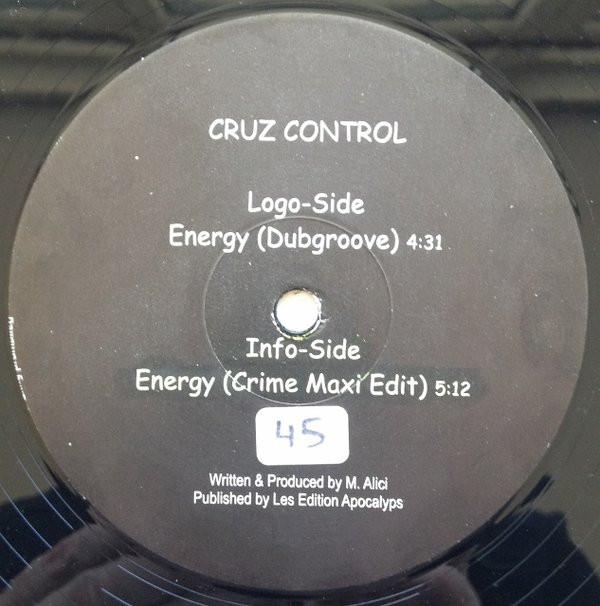 CRUZ CONTROL
Logo-Side
Energy (Dubgroove) 4:31
Info-Side
Energy (Crime Maxi Edit) 5:12
45
Written & Produced by M. Alici
Published by Les Edition Apocalyps